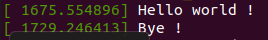 [ 1675.554896] Hello world !
[ 1729.246413] Bye !